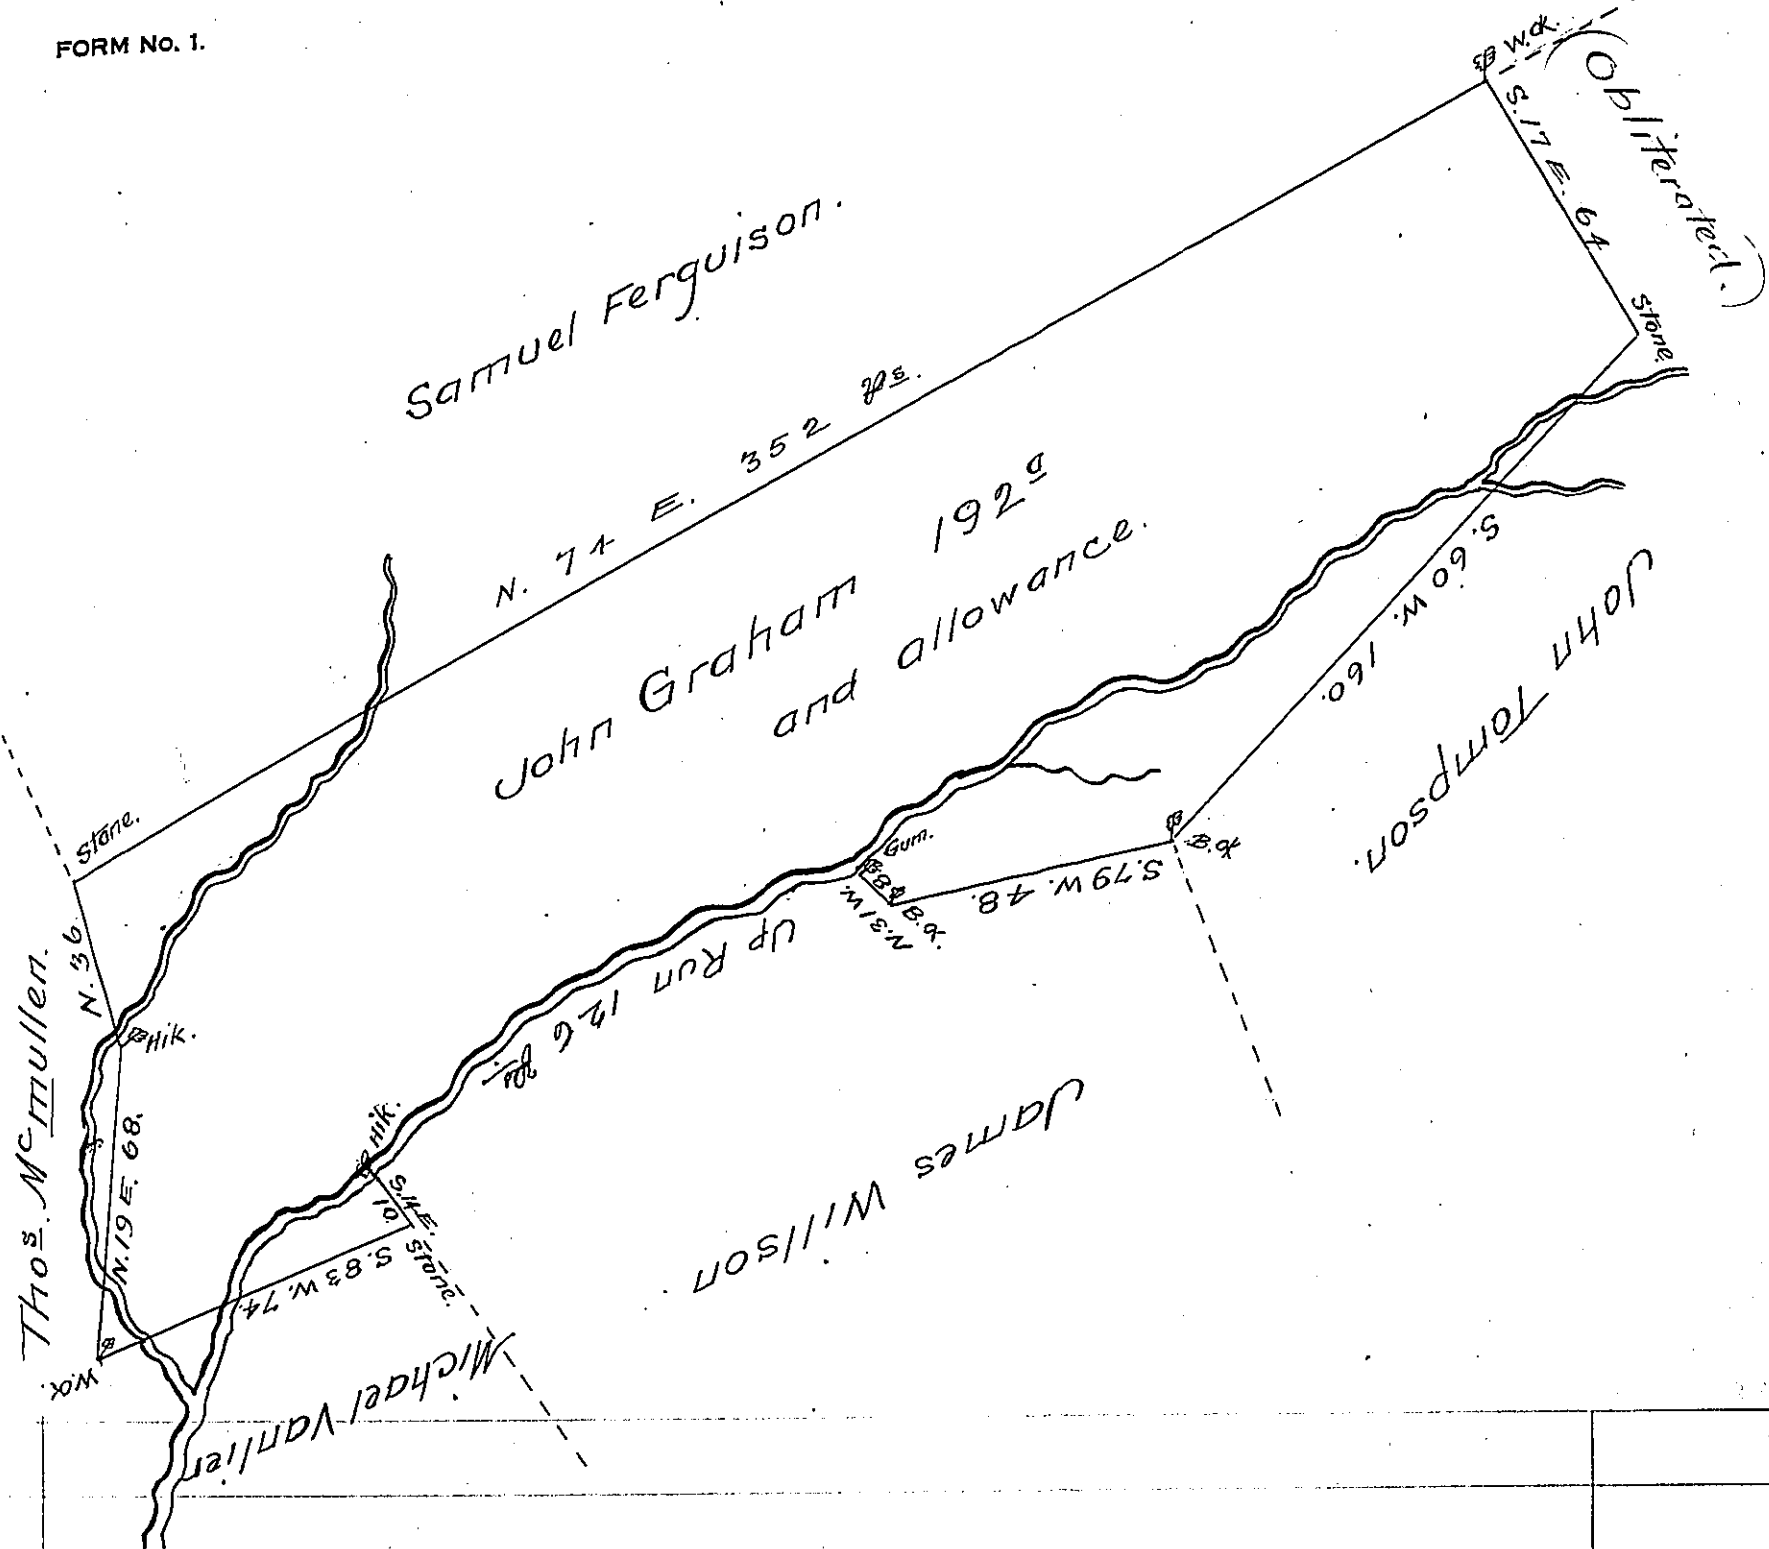 FORM No. 1.
W.ok.
(Obliterated.)
S. 17 E. 64
Stone.
Samuel Ferguison.
N. 74 E. 352 ps.
John Graham 192a
and allowance.
S. 60 W. 160.
John Tompson.
Stone.
Gum.
B.o.
S. 79 W. 48.
N. 31 W.
B.o.
Up Run 126 ps
N. 36
Hik.
Thos. McMullen.
N. 19 E. 68.
Hik.
S. 14 E.
10.
Stone.
S. 83 W. 74.
W.o.
James Willson
Michael Vanlier